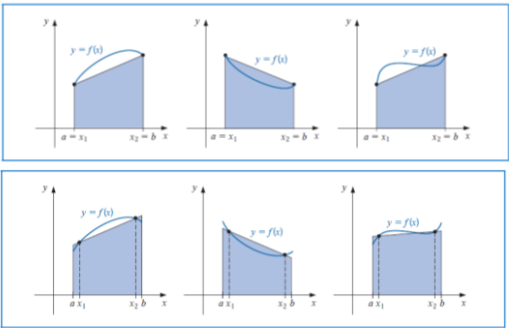 y
y = f(x)
a = x₁ x₂ = b x
y
y = f(x)
a = x₁ x₂ = b x
y
y = f(x)
a = x₁ x₂ = b x
y
y = f(x)
a x₁ x₂ b x
y
y = f(x)
a x₁ x₂ b x
y
y = f(x)
a x₁ x₂ b x